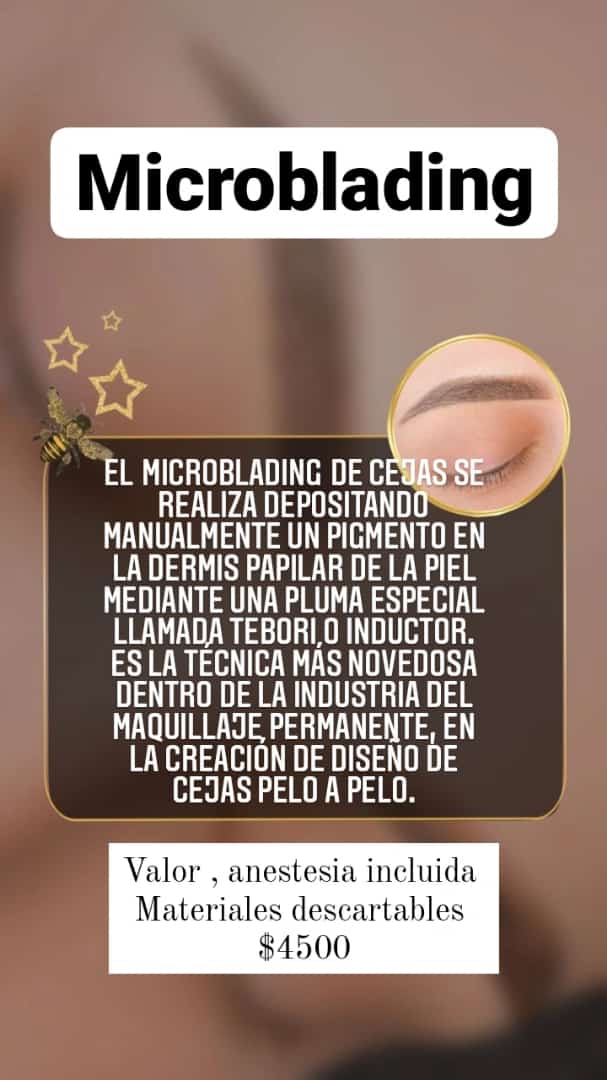 Microblading
EL MICROBLADING DE CEJAS SE
REALIZA DEPOSITANDO
MANUALMENTE UN PIGMENTO EN
LA DERMIS PAPILAR DE LA PIEL
MEDIANTE UNA PLUMA ESPECIAL
LLAMADA TEBORI,O INDUCTOR.
ES LA TÉCNICA MÁS NOVEDOSA
DENTRO DE LA INDUSTRIA DEL
MAQUILLAJE PERMANENTE, EN
LA CREACIÓN DE DISEÑO DE
CEJAS PELO A PELO.
Valor , anestesia incluida
Materiales descartables
$4500